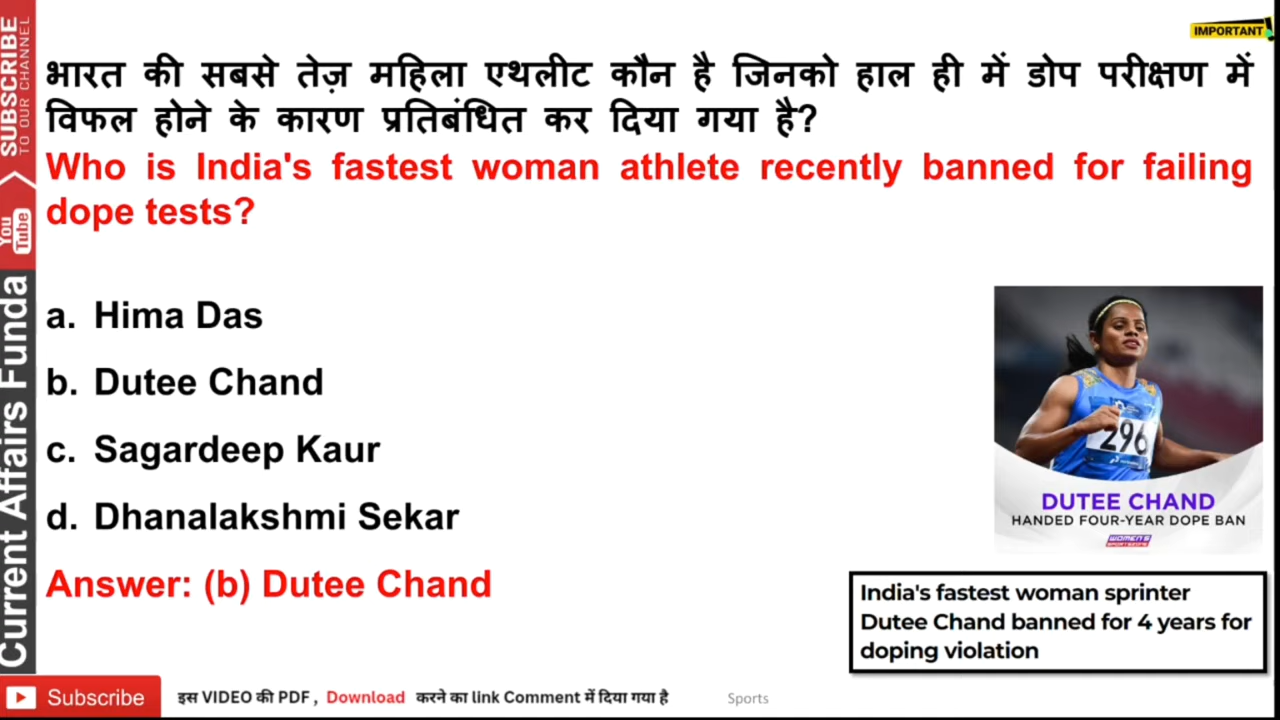 IMPORTANT
भारत की सबसे तेज़ महिला एथलीट कौन है जिनको हाल ही में डोप परीक्षण में
विफल होने के कारण प्रतिबंधित कर दिया गया है?
Who is India's fastest woman athlete recently banned for failing
dope tests?
a. Hima Das
b. Dutee Chand
c. Sagardeep Kaur
d. Dhanalakshmi Sekar
Answer: (b) Dutee Chand
296
DUTEE CHAND
HANDED FOUR-YEAR DOPE BAN
India's fastest woman sprinter
Dutee Chand banned for 4 years for
doping violation
SUBSCRIBE
TO OUR CHANNEL
You
Tube
Current Affairs Funda
Subscribe
इस VIDEO की PDF , Download करने का link Comment में दिया गया है
Sports